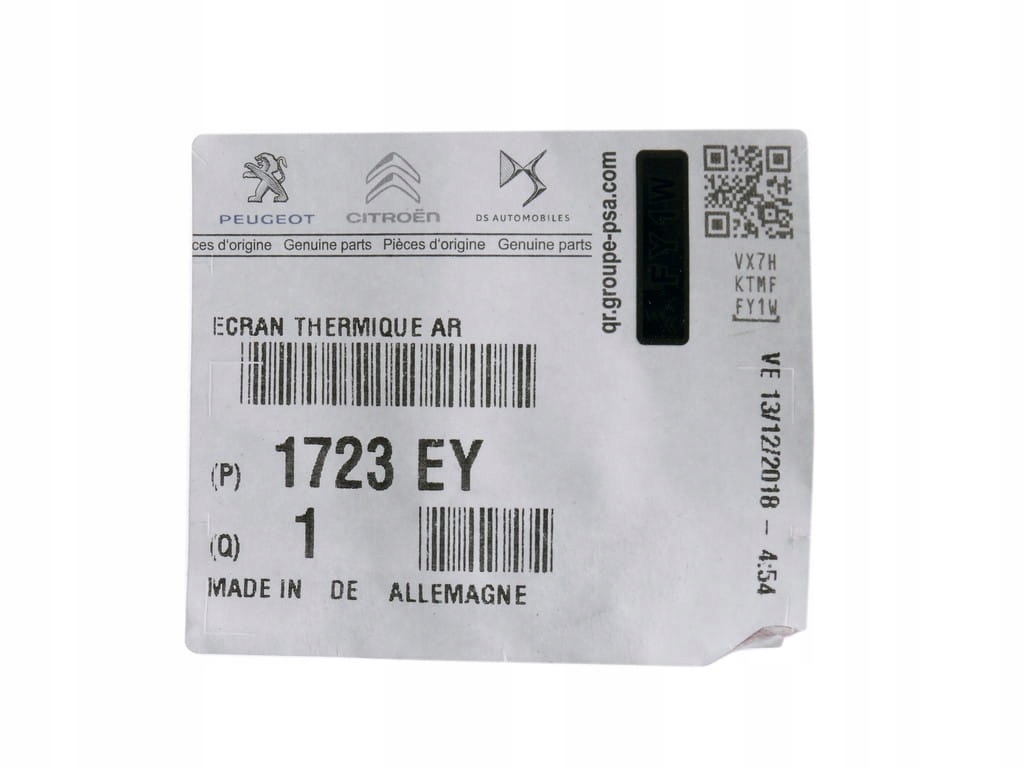 PEUGEOT
CITROËN
DS AUTOMOBILES
ces d'origine Genuine parts Pièces d'origine Genuine parts
qr.groupe-psa.com
FY1W
VX7H
KTMF
FY1W
VE 13/12/2018 - 4:54
ECRAN THERMIQUE AR
(P) 1723 EY
(Q) 1
MADE IN DE ALLEMAGNE